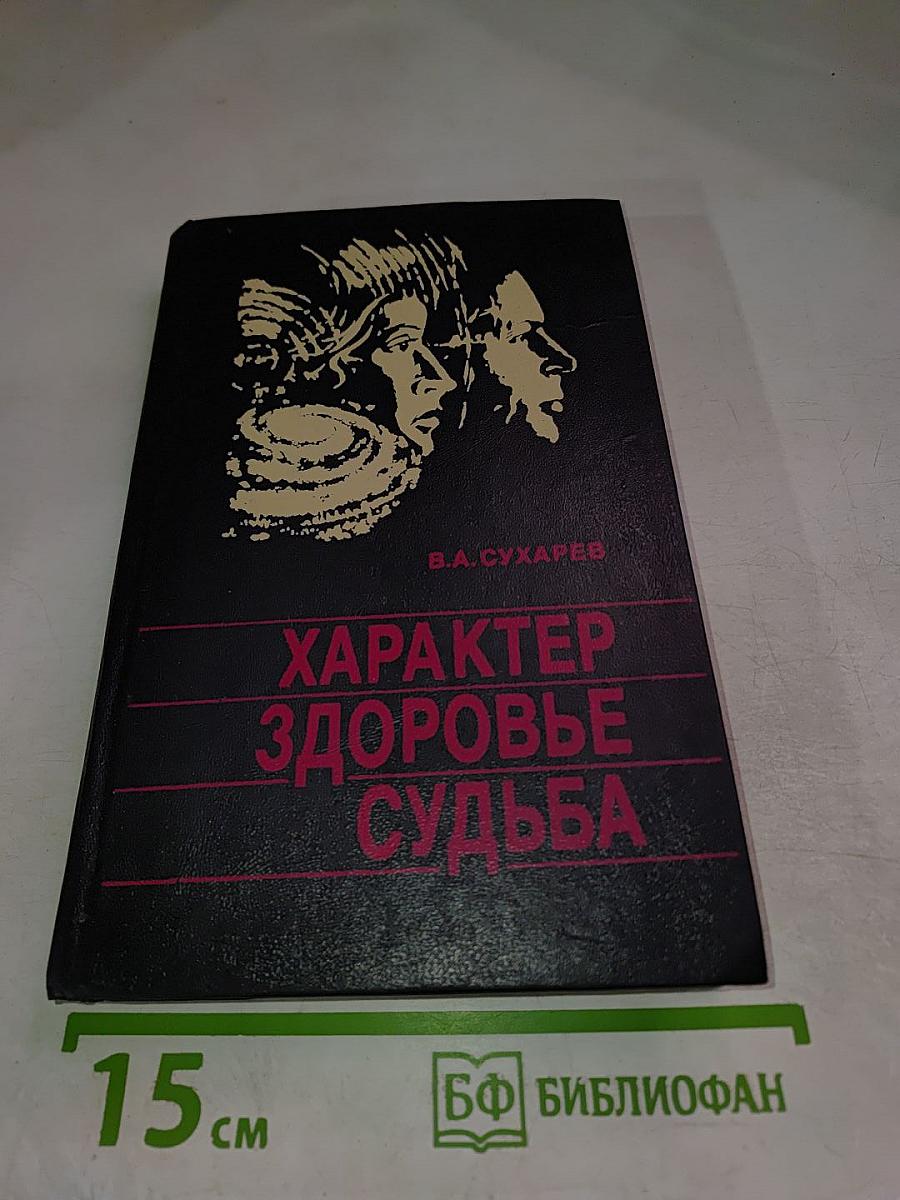 В.А.СУХАРЕВ
ХАРАКТЕР
ЗДОРОВЬЕ
СУДЬБА
15 см
БФ БИБЛИОФАН